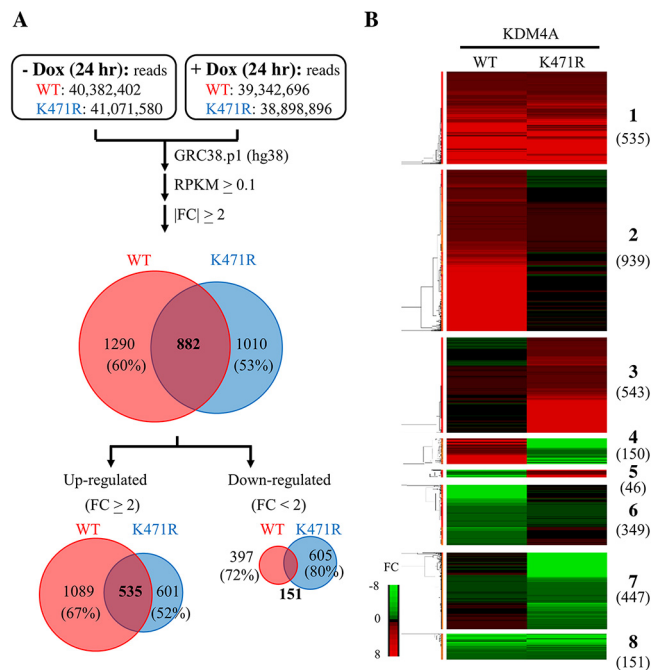 A
- Dox (24 hr): reads
WT: 40,382,402
K471R: 41,071,580
+ Dox (24 hr): reads
WT: 39,342,696
K471R: 38,898,896
GRC38.p1 (hg38)
RPKM ≥ 0.1
|FC| ≥ 2
WT
K471R
1290
(60%)
882
1010
(53%)
Up-regulated
(FC ≥ 2)
WT
K471R
1089
(67%)
535
601
(52%)
Down-regulated
(FC < 2)
WT
K471R
397
(72%)
605
(80%)
151
B
KDM4A
WT
K471R
1
(535)
2
(939)
3
(543)
4
(150)
5
(46)
6
(349)
7
(447)
8
(151)
FC
-8
0
8